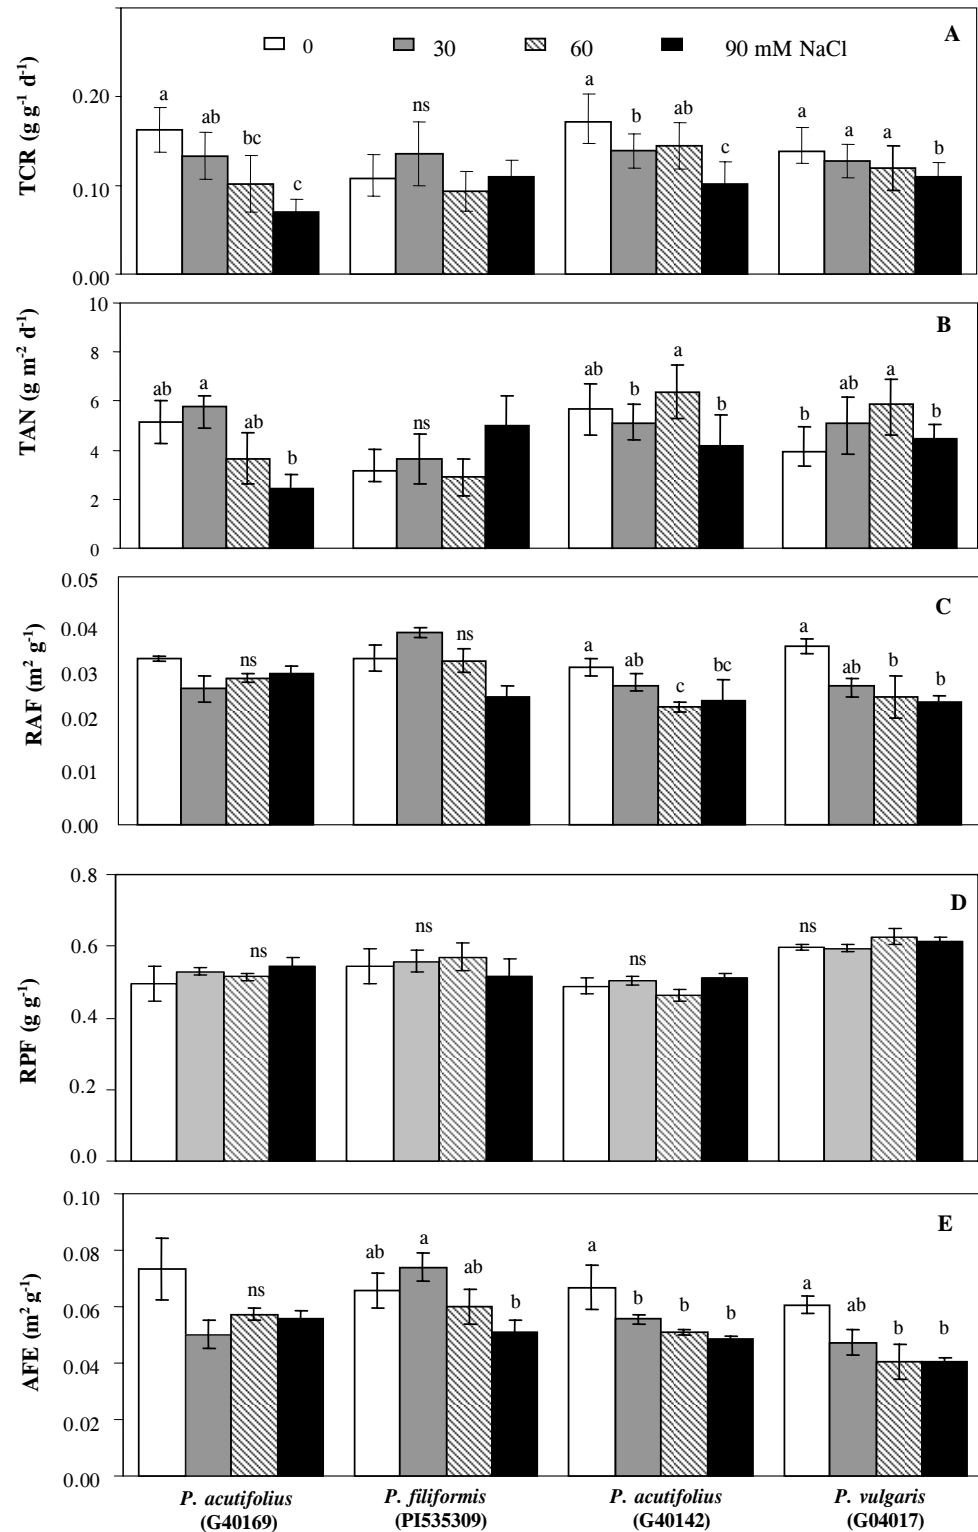 0 30 60 90 mM NaCl A
TCR (g g⁻¹ d⁻¹)
0.20
0.10
0.00
a ab bc c
ns
a b ab c
a a a b
B
TAN (g m⁻² d⁻¹)
10
8
6
4
2
0
ab a ab b
ns
ab b a b
b ab a b
C
RAF (m² g⁻¹)
0.05
0.04
0.03
0.02
0.01
0.00
ns
ns
a ab c bc
a ab b b
D
RPF (g g⁻¹)
0.8
0.6
0.4
0.2
0.0
ns
ns
ns
ns
E
AFE (m² g⁻¹)
0.10
0.08
0.06
0.04
0.02
0.00
ns
ab a ab b
a b b b
a ab b b
P. acutifolius P. filiformis P. acutifolius P. vulgaris
(G40169) (PI535309) (G40142) (G04017)